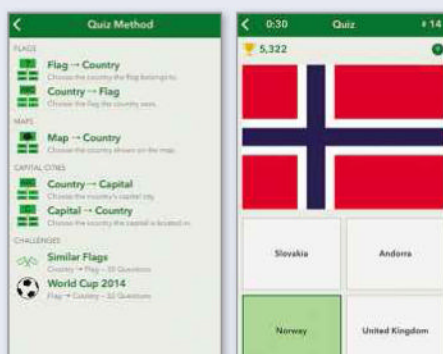 Quiz Method
FLAGS
Flag → Country
Choose the country the flag belongs to.
Country → Flag
Choose the flag the country uses.
MAPS
Map → Country
Choose the country shown on the map.
CAPITAL CITIES
Country → Capital
Choose the country's capital city.
Capital → Country
Choose the country the capital is located in.
CHALLENGES
Similar Flags
Country → Flag – 20 Questions
World Cup 2014
Flag → Country – 32 Questions
0:30 Quiz # 14
5,322
Slovakia
Andorra
Norway
United Kingdom